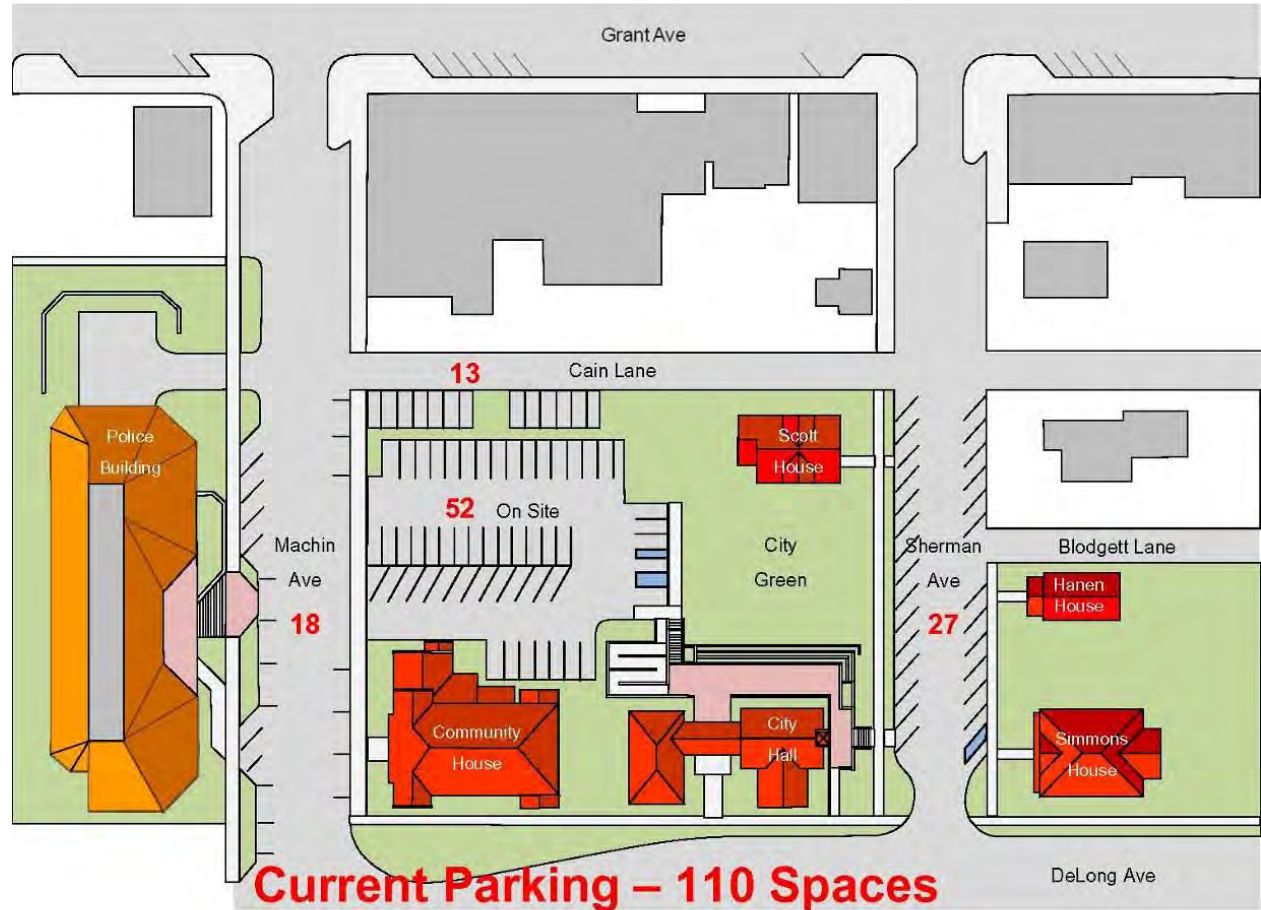 Grant Ave
13
Cain Lane
Police
Building
Scott
House
52 On Site
Machin
Ave
18
City
Green
Sherman
Ave
27
Blodgett Lane
Hanen
House
Community
House
City
Hall
Simmons
House
Current Parking – 110 Spaces
DeLong Ave